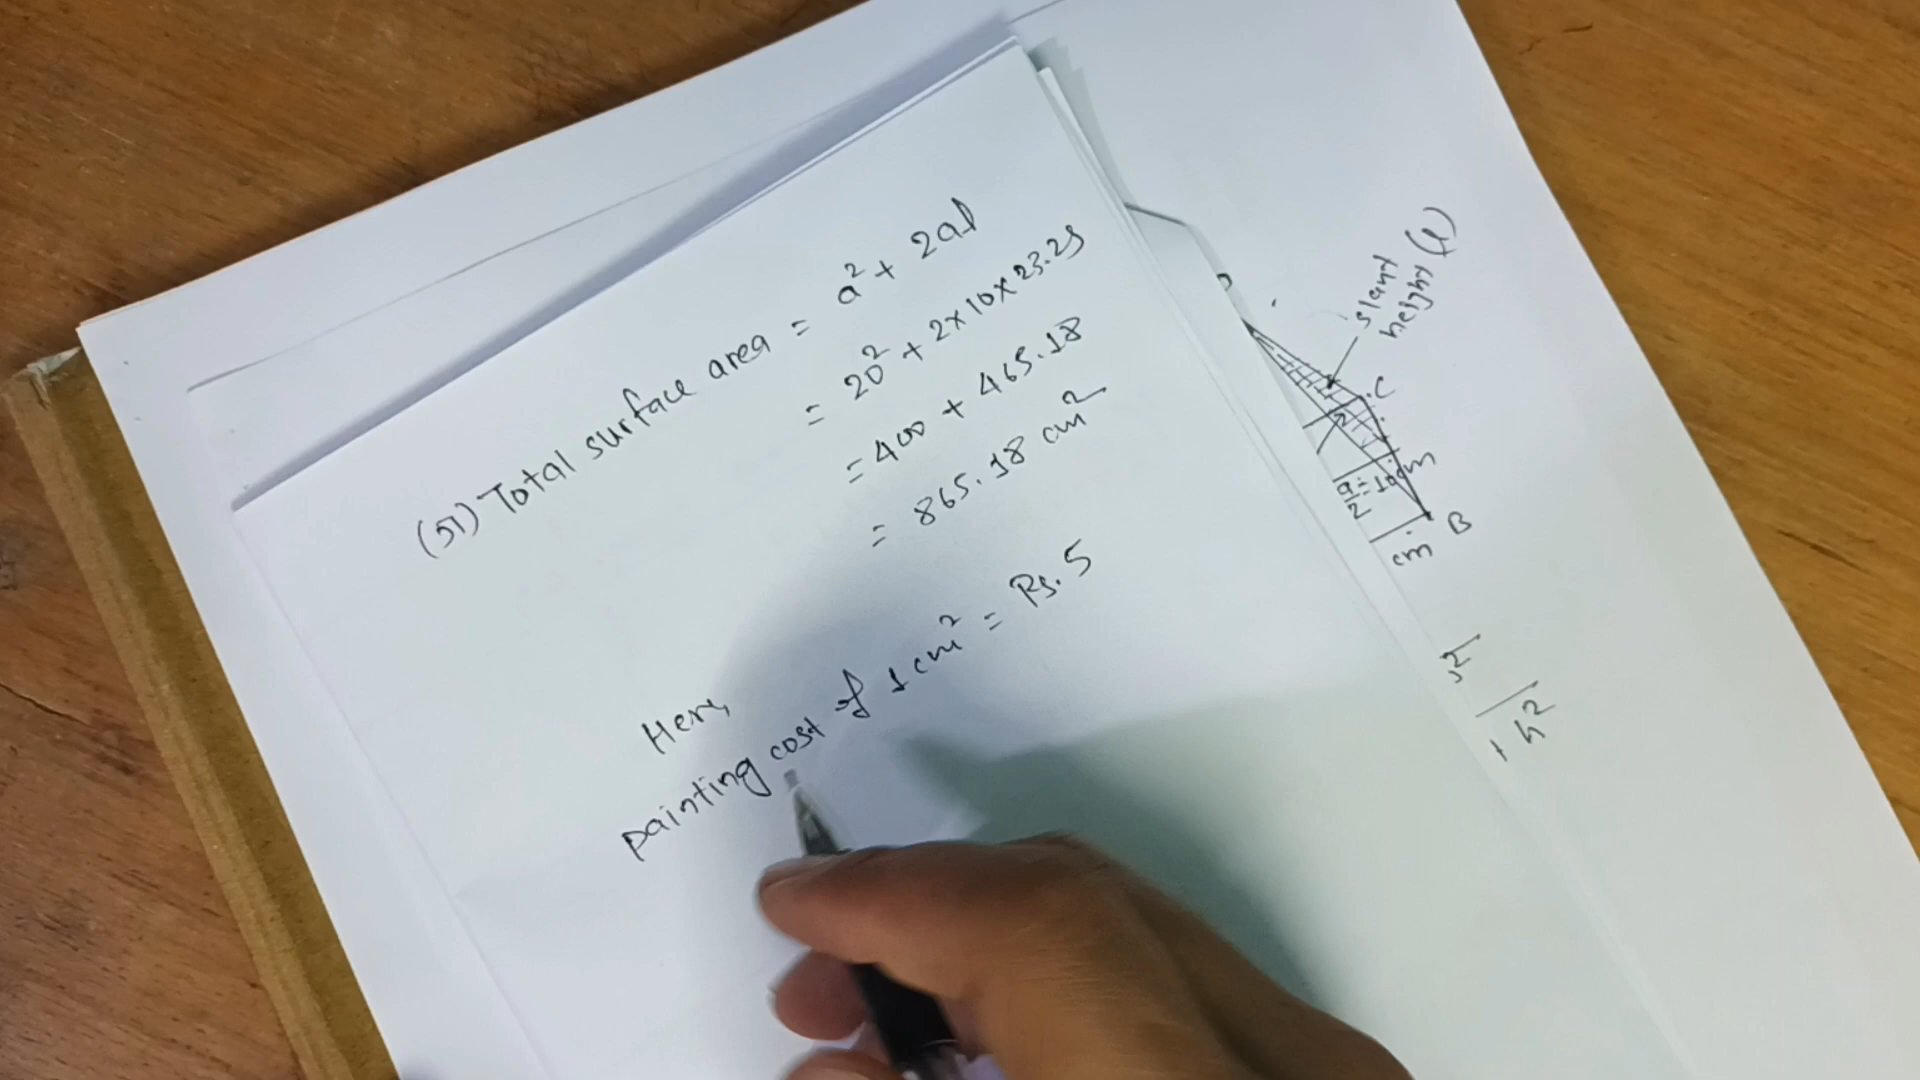 Total surface area = a² + 2al
= 20² + 2×10×23.25
= 400 + 465.18
= 865.18 cm²
Here,
painting cost of 1 cm² = Rs. 5
slant
height (l)
C
a/2 = 10cm
B
cm
+ h²